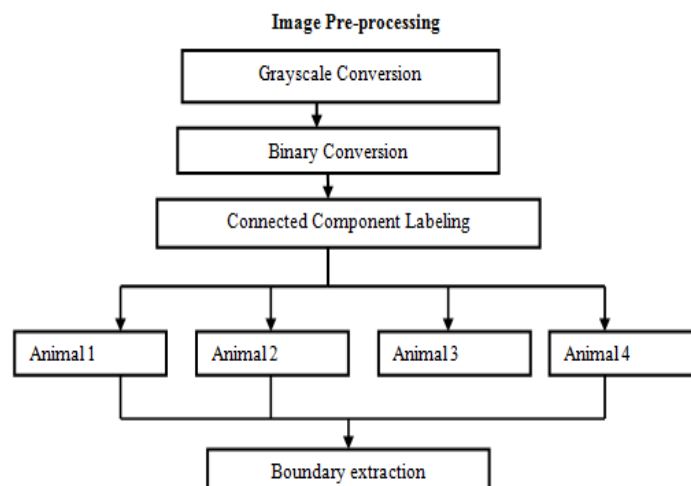 Image Pre-processing
Grayscale Conversion
Binary Conversion
Connected Component Labeling
Animal 1
Animal 2
Animal 3
Animal 4
Boundary extraction